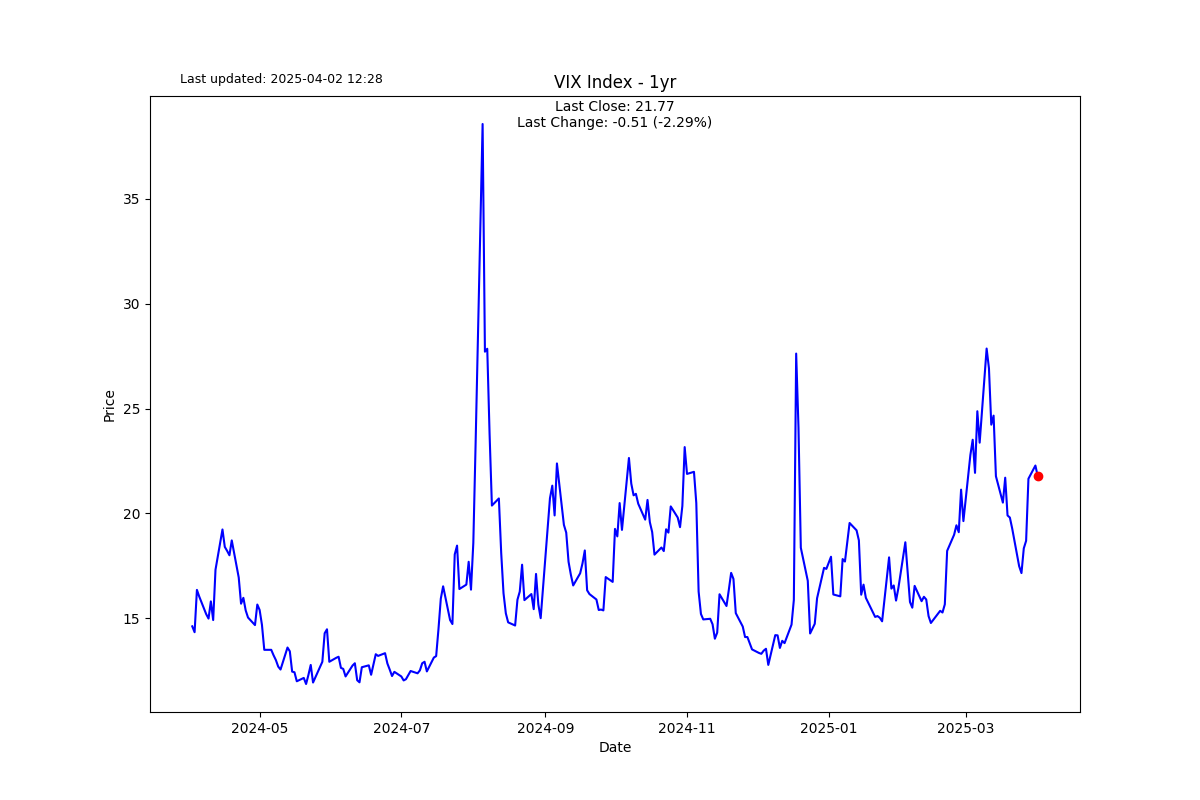 Last updated: 2025-04-02 12:28
VIX Index - 1yr
Last Close: 21.77
Last Change: -0.51 (-2.29%)
Price
35
30
25
20
15
2024-05
2024-07
2024-09
2024-11
2025-01
2025-03
Date